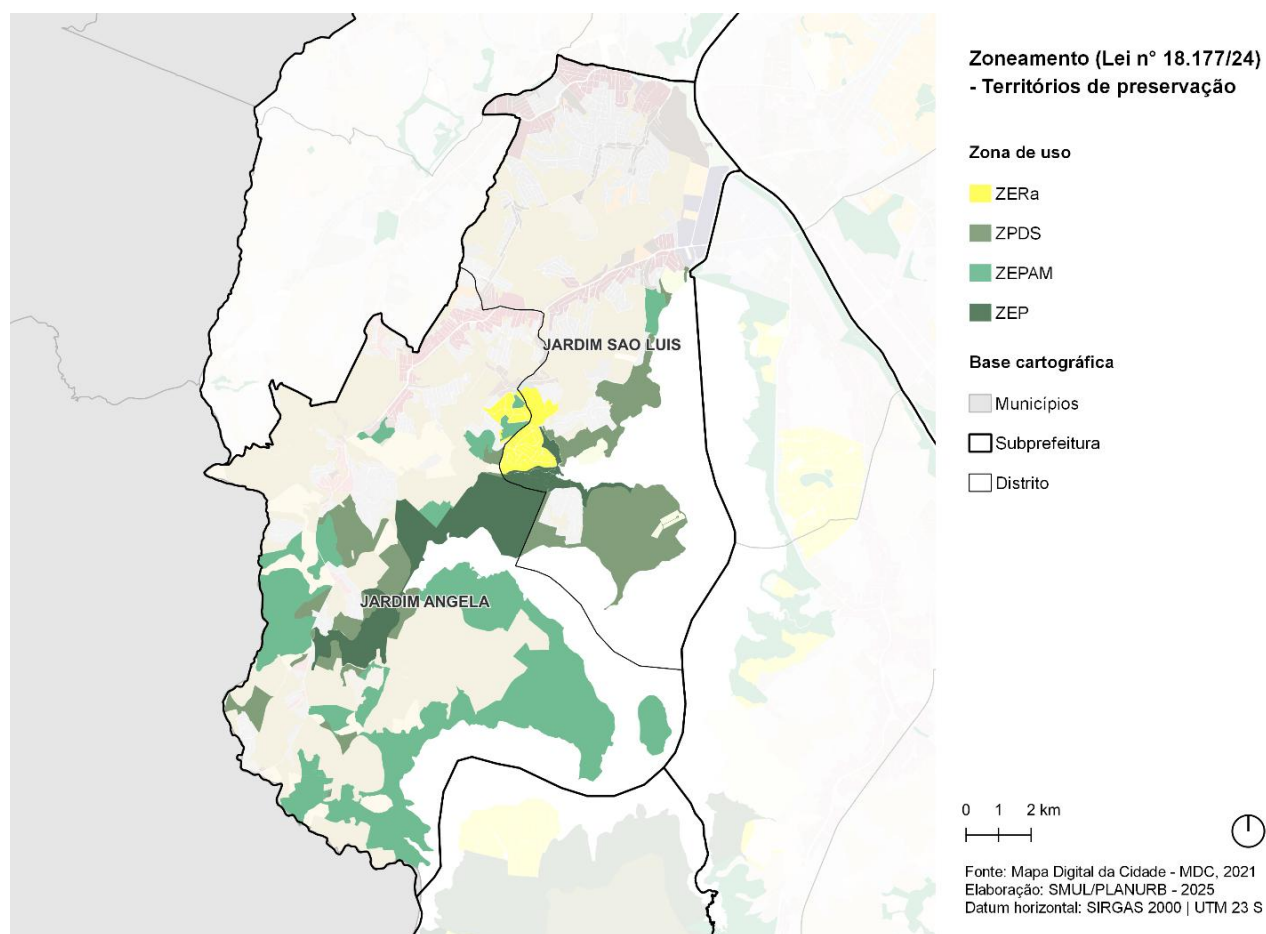 Zoneamento (Lei n° 18.177/24)
- Territórios de preservação
Zona de uso
ZERa
ZPDS
ZEPAM
ZEP
Base cartográfica
Municípios
Subprefeitura
Distrito
JARDIM SAO LUIS
JARDIM ANGELA
0 1 2 km
Fonte: Mapa Digital da Cidade - MDC, 2021
Elaboração: SMUL/PLANURB - 2025
Datum horizontal: SIRGAS 2000 | UTM 23 S